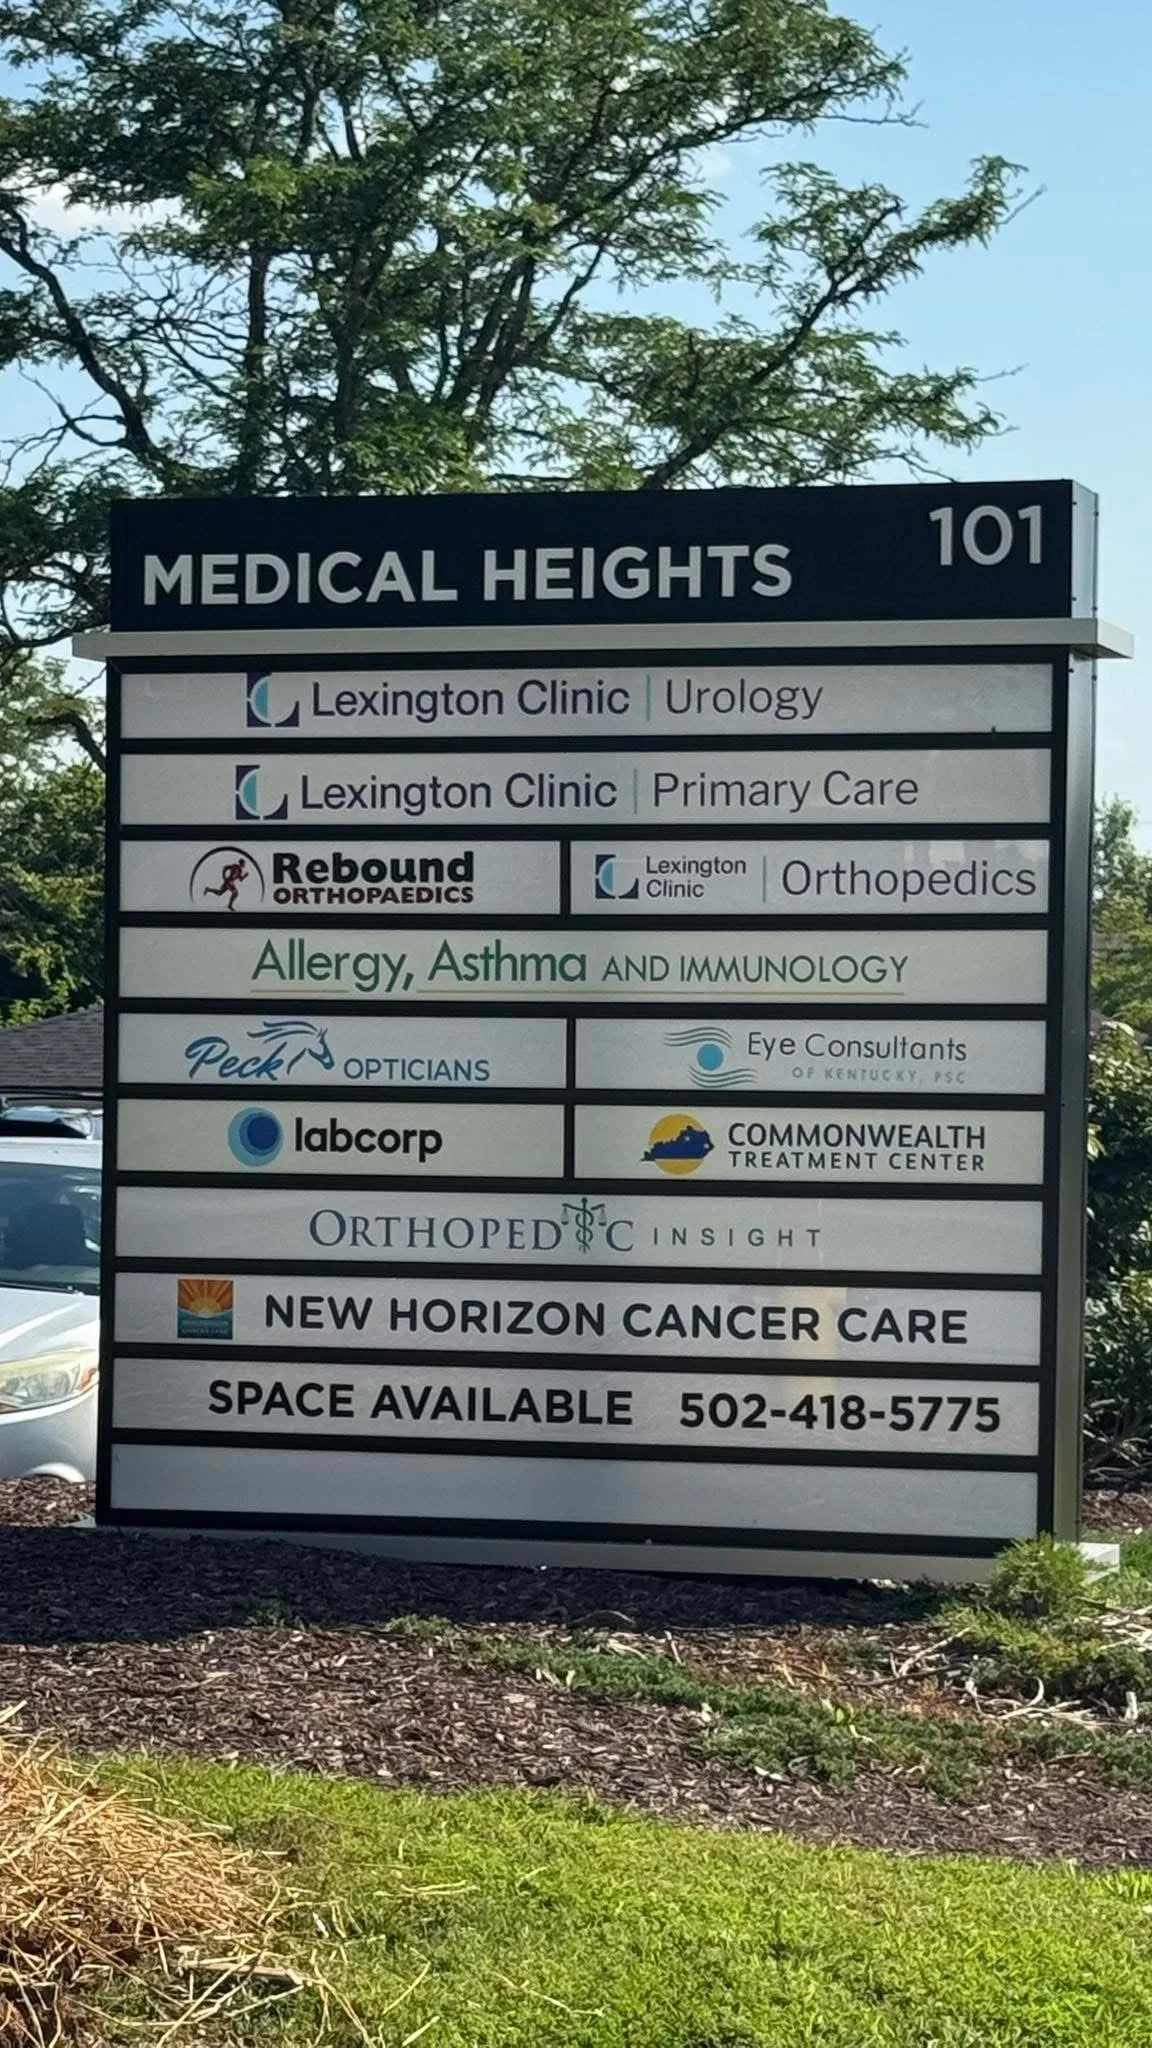 MEDICAL HEIGHTS 101
Lexington Clinic | Urology
Lexington Clinic | Primary Care
Rebound
ORTHOPAEDICS
Lexington
Clinic | Orthopedics
Allergy, Asthma AND IMMUNOLOGY
Peck OPTICIANS
Eye Consultants
OF KENTUCKY, PSC
labcorp
COMMONWEALTH
TREATMENT CENTER
ORTHOPEDIC INSIGHT
NEW HORIZON CANCER CARE
SPACE AVAILABLE 502-418-5775